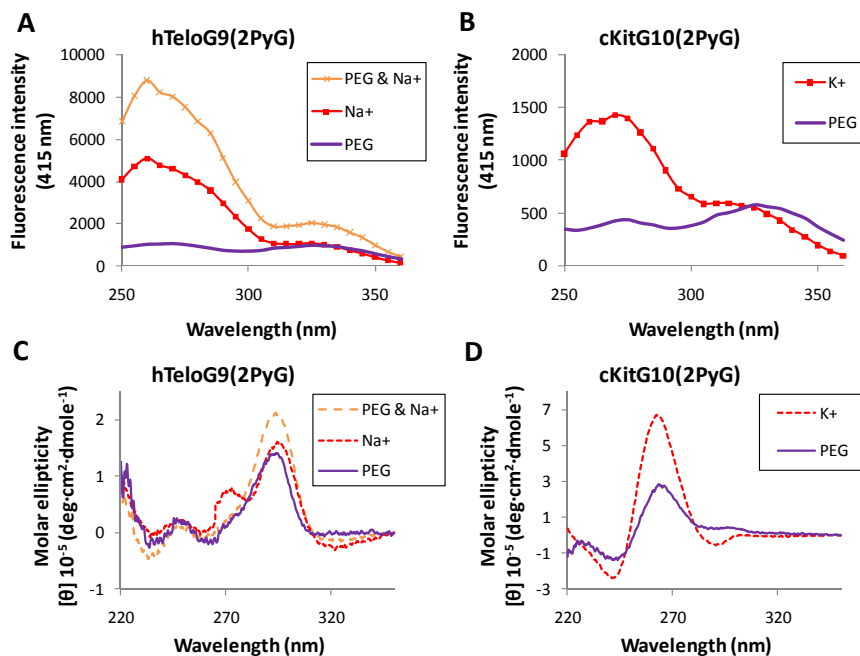 A
hTeloG9(2PyG)
Fluorescence intensity
(415 nm)
10000
8000
6000
4000
2000
0
250
300
350
Wavelength (nm)
PEG & Na+
Na+
PEG
B
cKitG10(2PyG)
Fluorescence intensity
(415 nm)
2000
1500
1000
500
0
250
300
350
Wavelength (nm)
K+
PEG
C
hTeloG9(2PyG)
Molar ellipticity
[θ] 10⁻⁵ (deg·cm²·dmole⁻¹)
2
1
0
-1
220
270
320
Wavelength (nm)
PEG & Na+
Na+
PEG
D
cKitG10(2PyG)
Molar ellipticity
[θ] 10⁻⁵ (deg·cm²·dmole⁻¹)
7
5
3
1
-1
-3
220
270
320
Wavelength (nm)
K+
PEG